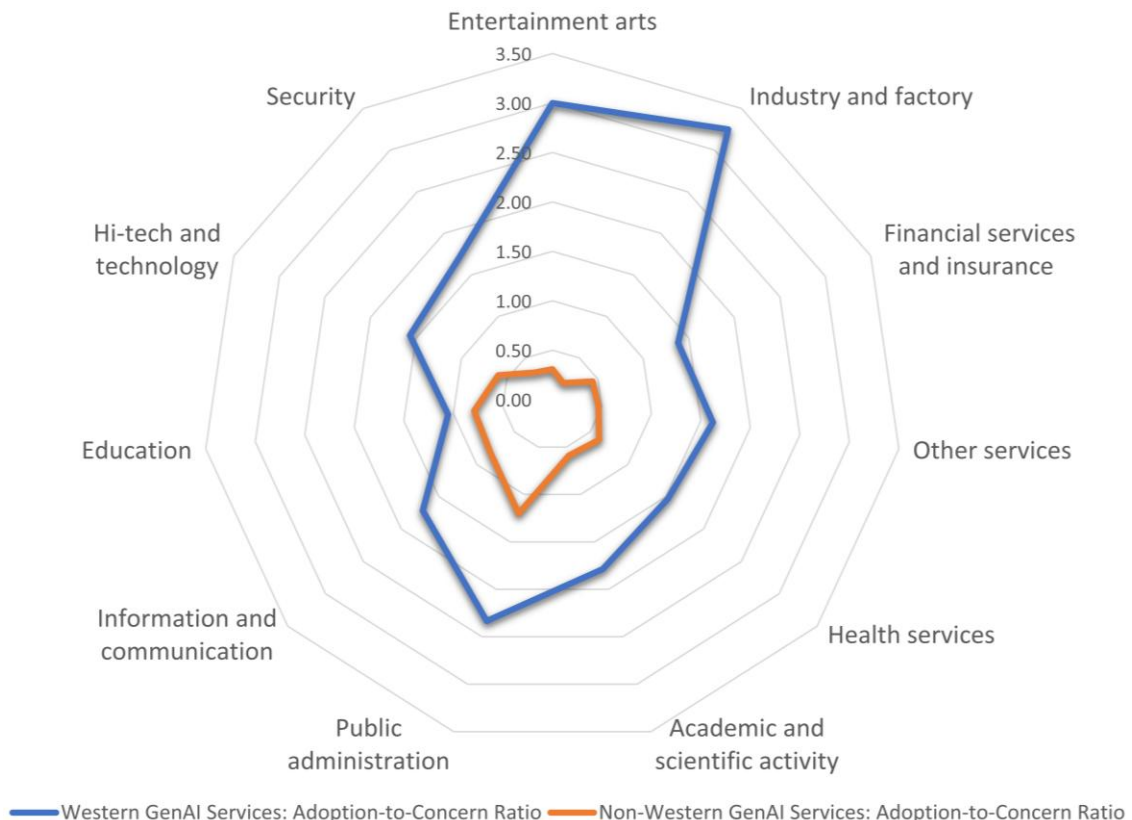 Entertainment arts
3.50
Security
Industry and factory
3.00
2.50
2.00
Hi-tech and
technology
Financial services
and insurance
1.50
1.00
0.50
0.00
Education
Other services
Information and
communication
Health services
Public
administration
Academic and
scientific activity
Western GenAI Services: Adoption-to-Concern Ratio
Non-Western GenAI Services: Adoption-to-Concern Ratio